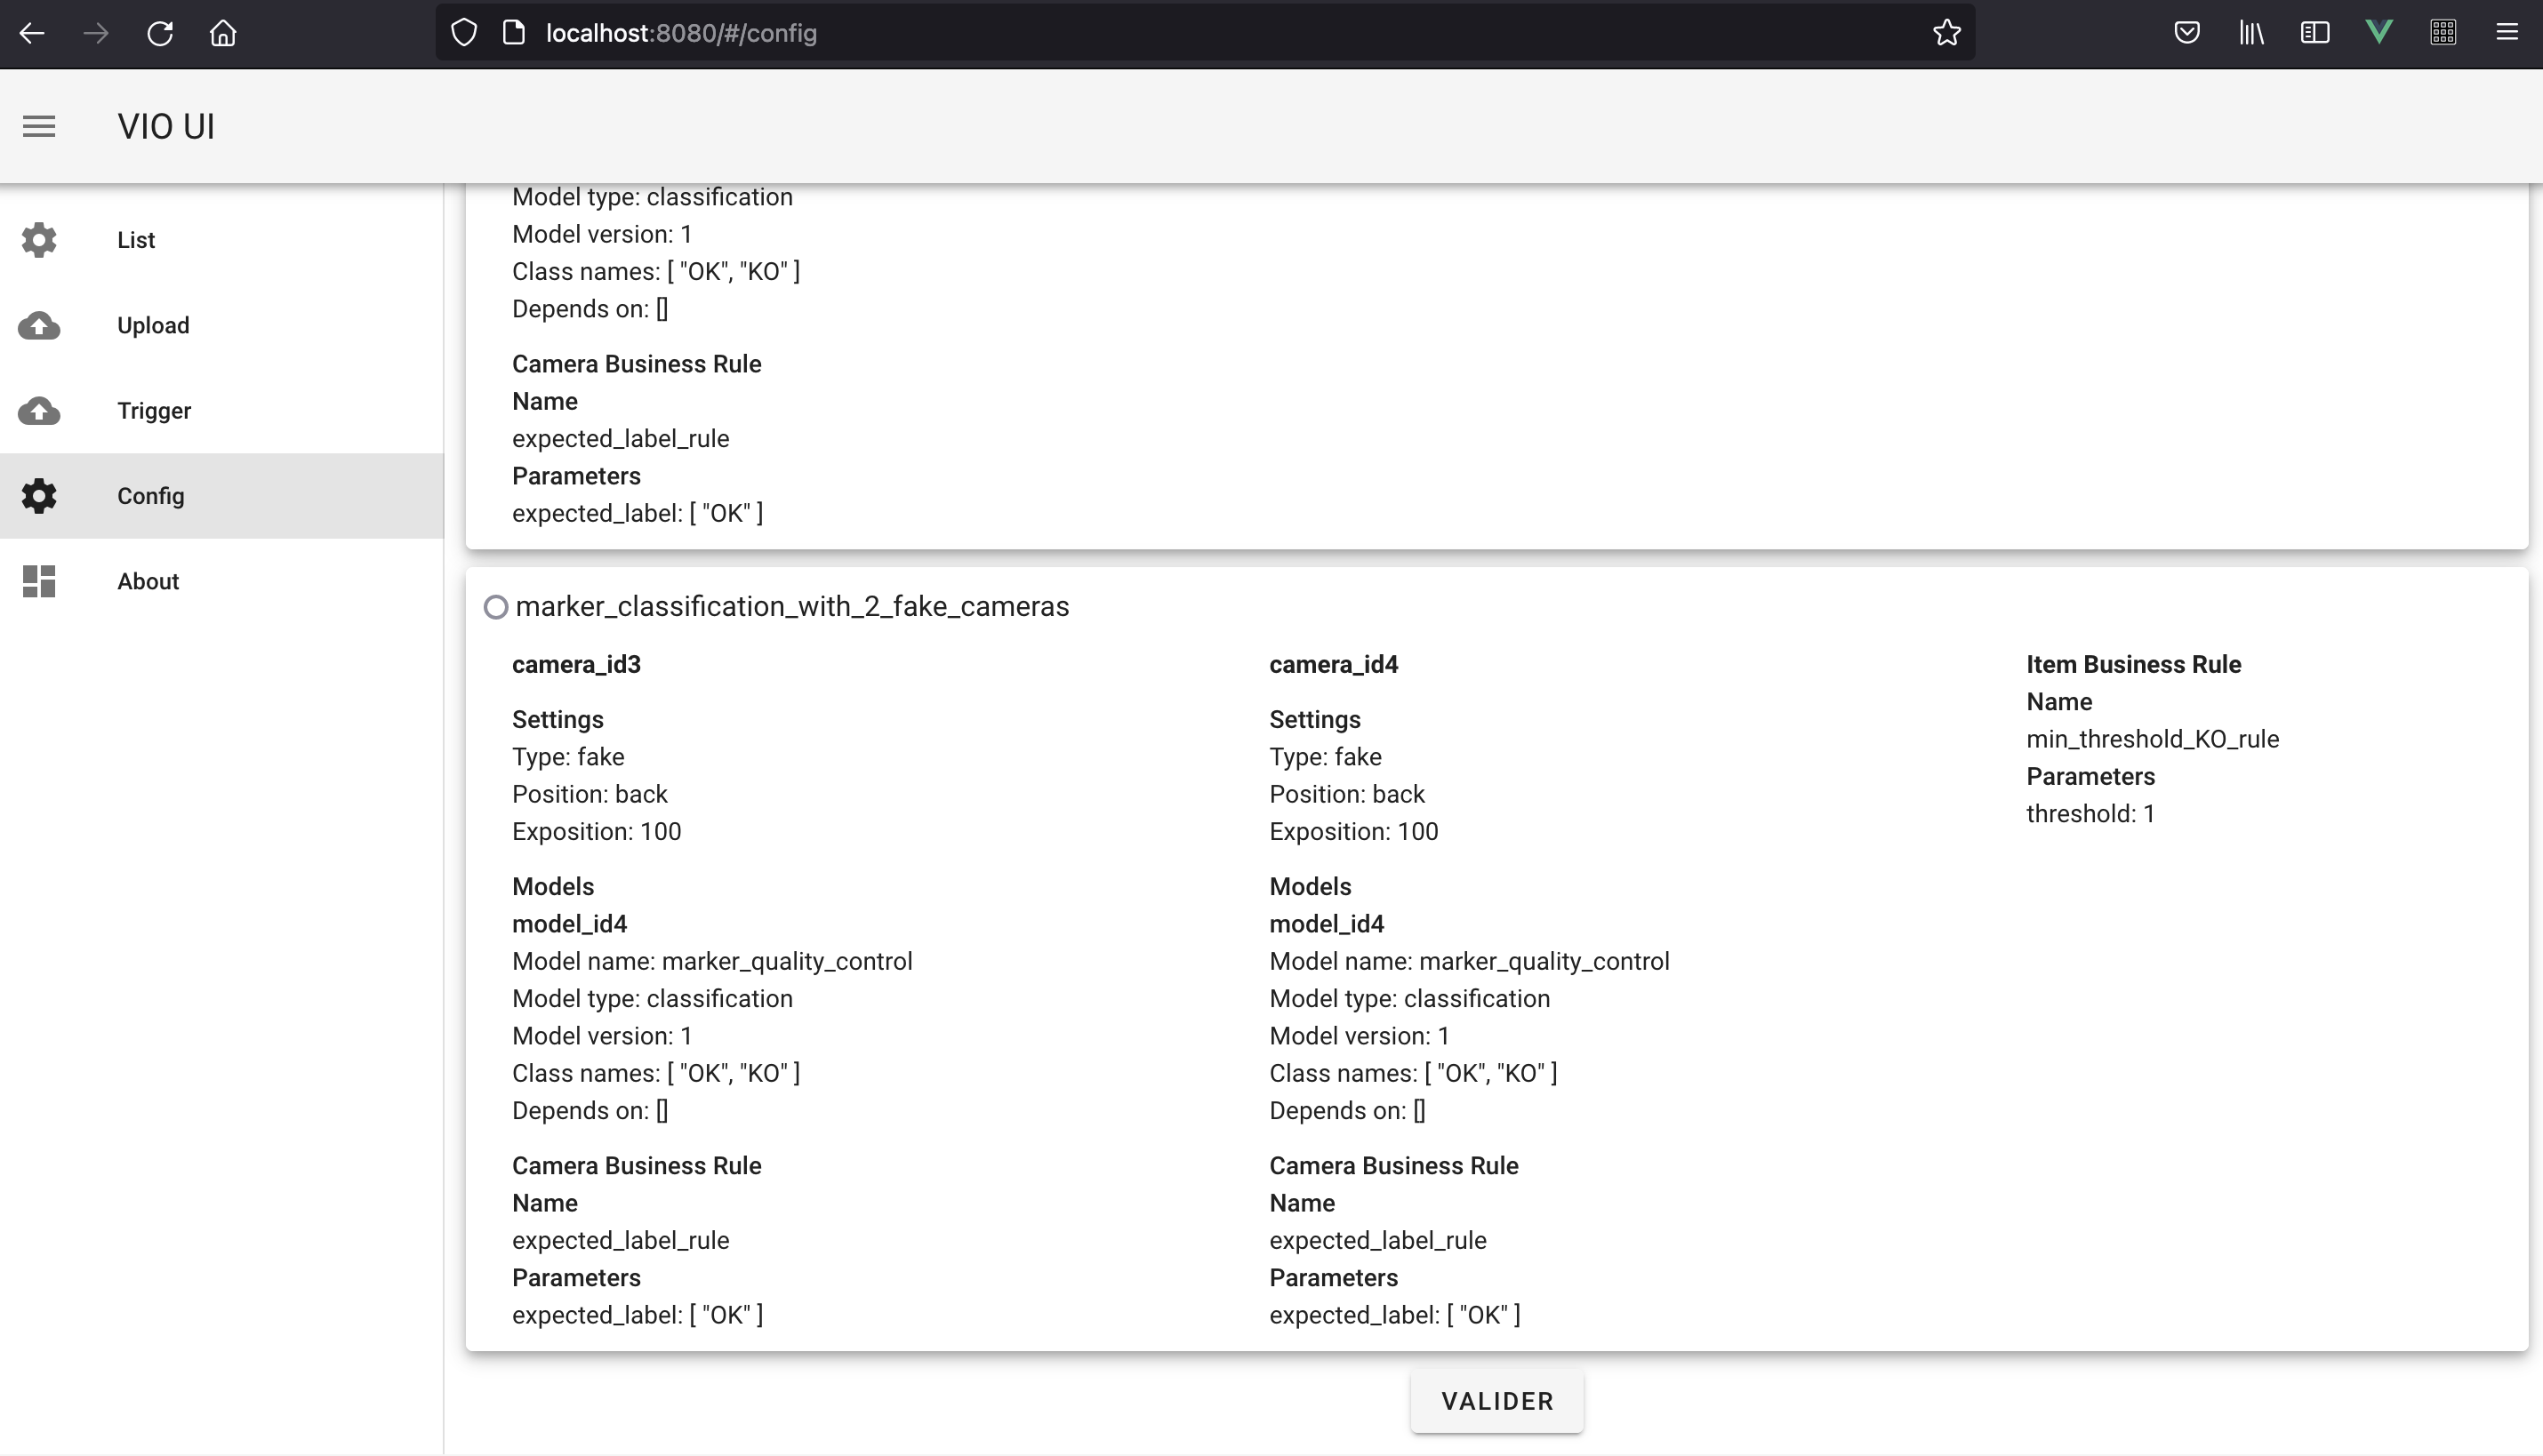 localhost:8080/#/config
VIO UI
List
Upload
Trigger
Config
About
Model type: classification
Model version: 1
Class names: [ "OK", "KO" ]
Depends on: []
Camera Business Rule
Name
expected_label_rule
Parameters
expected_label: [ "OK" ]
marker_classification_with_2_fake_cameras
camera_id3
Settings
Type: fake
Position: back
Exposition: 100
Models
model_id4
Model name: marker_quality_control
Model type: classification
Model version: 1
Class names: [ "OK", "KO" ]
Depends on: []
Camera Business Rule
Name
expected_label_rule
Parameters
expected_label: [ "OK" ]
camera_id4
Settings
Type: fake
Position: back
Exposition: 100
Models
model_id4
Model name: marker_quality_control
Model type: classification
Model version: 1
Class names: [ "OK", "KO" ]
Depends on: []
Camera Business Rule
Name
expected_label_rule
Parameters
expected_label: [ "OK" ]
Item Business Rule
Name
min_threshold_KO_rule
Parameters
threshold: 1
VALIDER